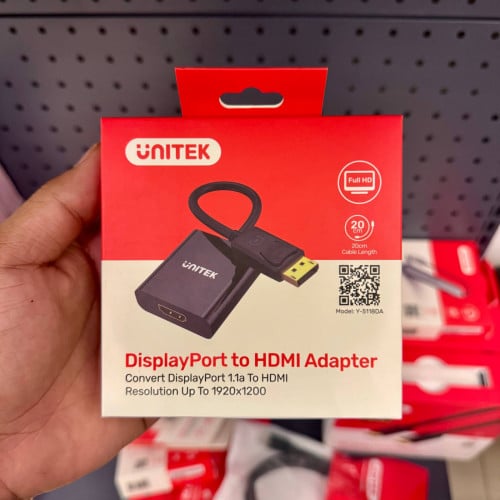 UNITEK
Full HD
20
cm
20cm
Cable Length
UNITEK
Model: Y-5118DA
DisplayPort to HDMI Adapter
Convert DisplayPort 1.1a To HDMI
Resolution Up To 1920x1200